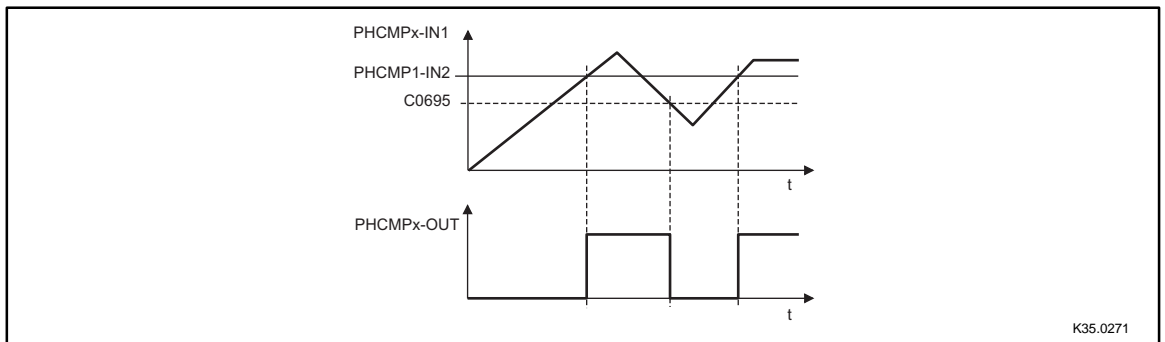 PHCMPx-IN1
PHCMP1-IN2
C0695
t
PHCMPx-OUT
t
K35.0271